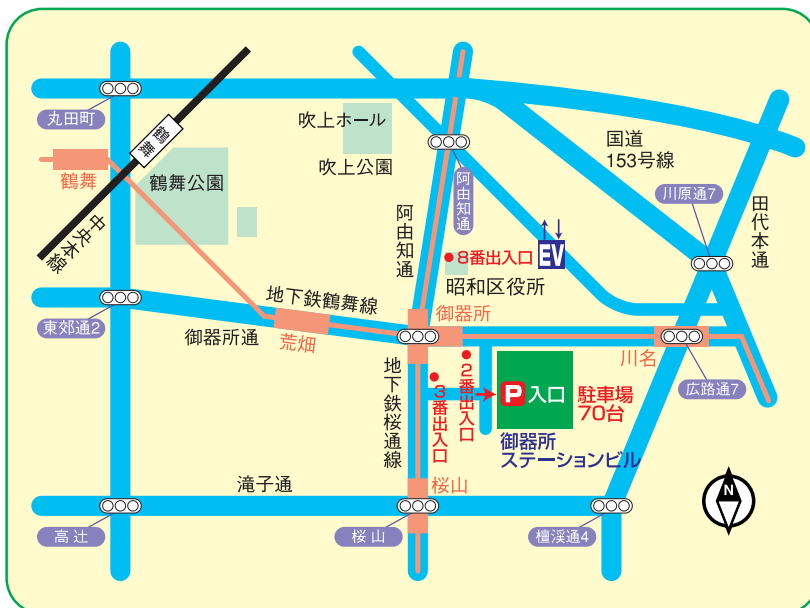 丸田町
鶴舞
鶴舞
中央本線
鶴舞公園
吹上ホール
吹上公園
阿由知通
国道
153号線
川原通7
田代本通
阿由知通
8番出入口
EV
昭和区役所
御器所
地下鉄鶴舞線
東郊通2
御器所通
荒畑
川名
広路通7
地下鉄桜通線
3番出入口
2番出入口
P入口
駐車場
70台
御器所
ステーションビル
滝子通
桜山
高辻
桜山
檀渓通4
N